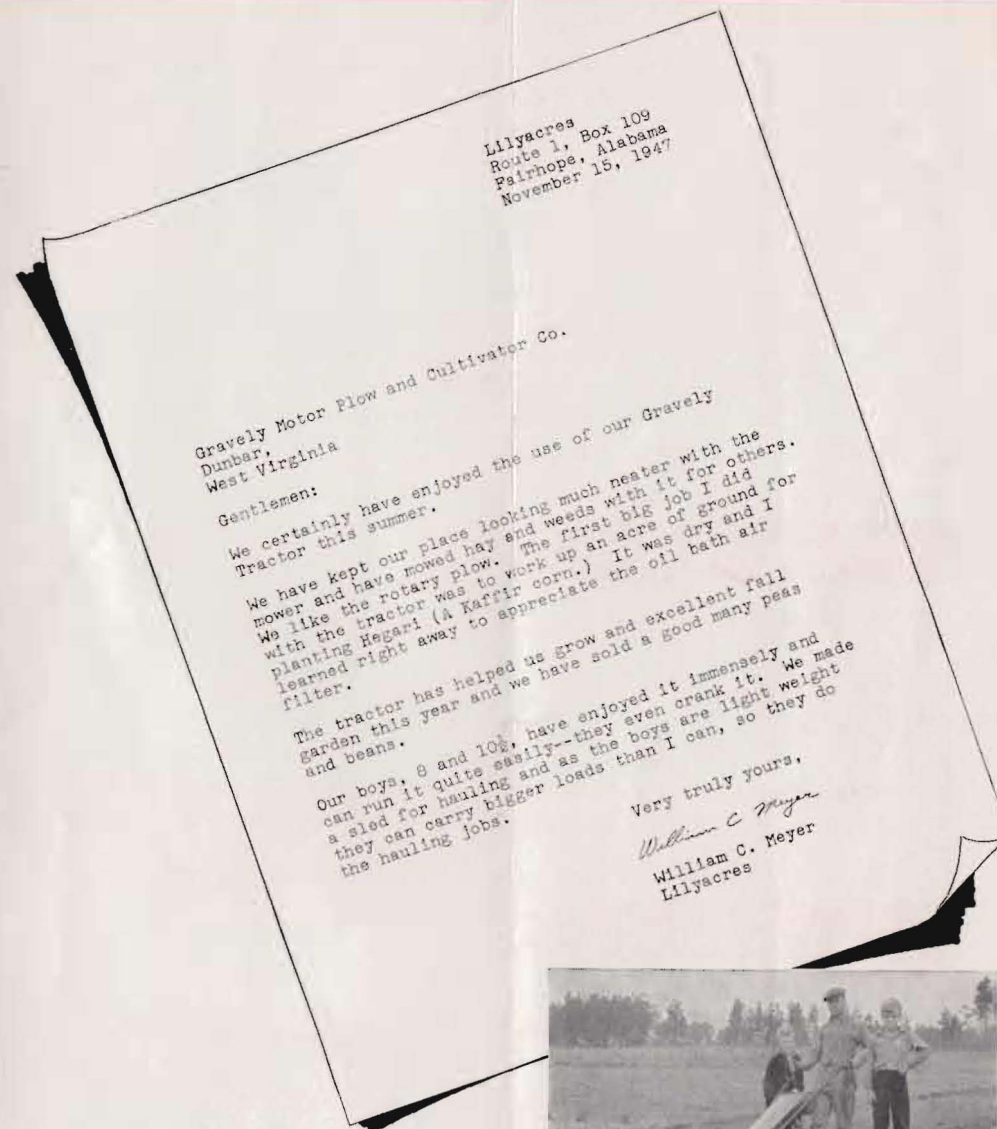 Lilyacres
Route 1, Box 109
Fairhope, Alabama
November 15, 1947
Gravely Motor Plow and Cultivator Co.
Dunbar,
West Virginia
Gentlemen:
We certainly have enjoyed the use of our Gravely
Tractor this summer.
We have kept our place looking much neater with the
mower and have mowed hay and weeds with it for others.
We like the rotary plow. The first big job I did
with the tractor was to work up an acre of ground for
planting Hegari (A Kaffir corn.) It was dry and I
learned right away to appreciate the oil bath air
filter.
The tractor has helped us grow and excellent fall
garden this year and we have sold a good many peas
and beans.
Our boys, 8 and 10½, have enjoyed it immensely and
can run it quite easily--they even crank it. We made
a sled for hauling and as the boys are light weight
they can carry bigger loads than I can, so they do
the hauling jobs.
Very truly yours,
William C Meyer
William C. Meyer
Lilyacres